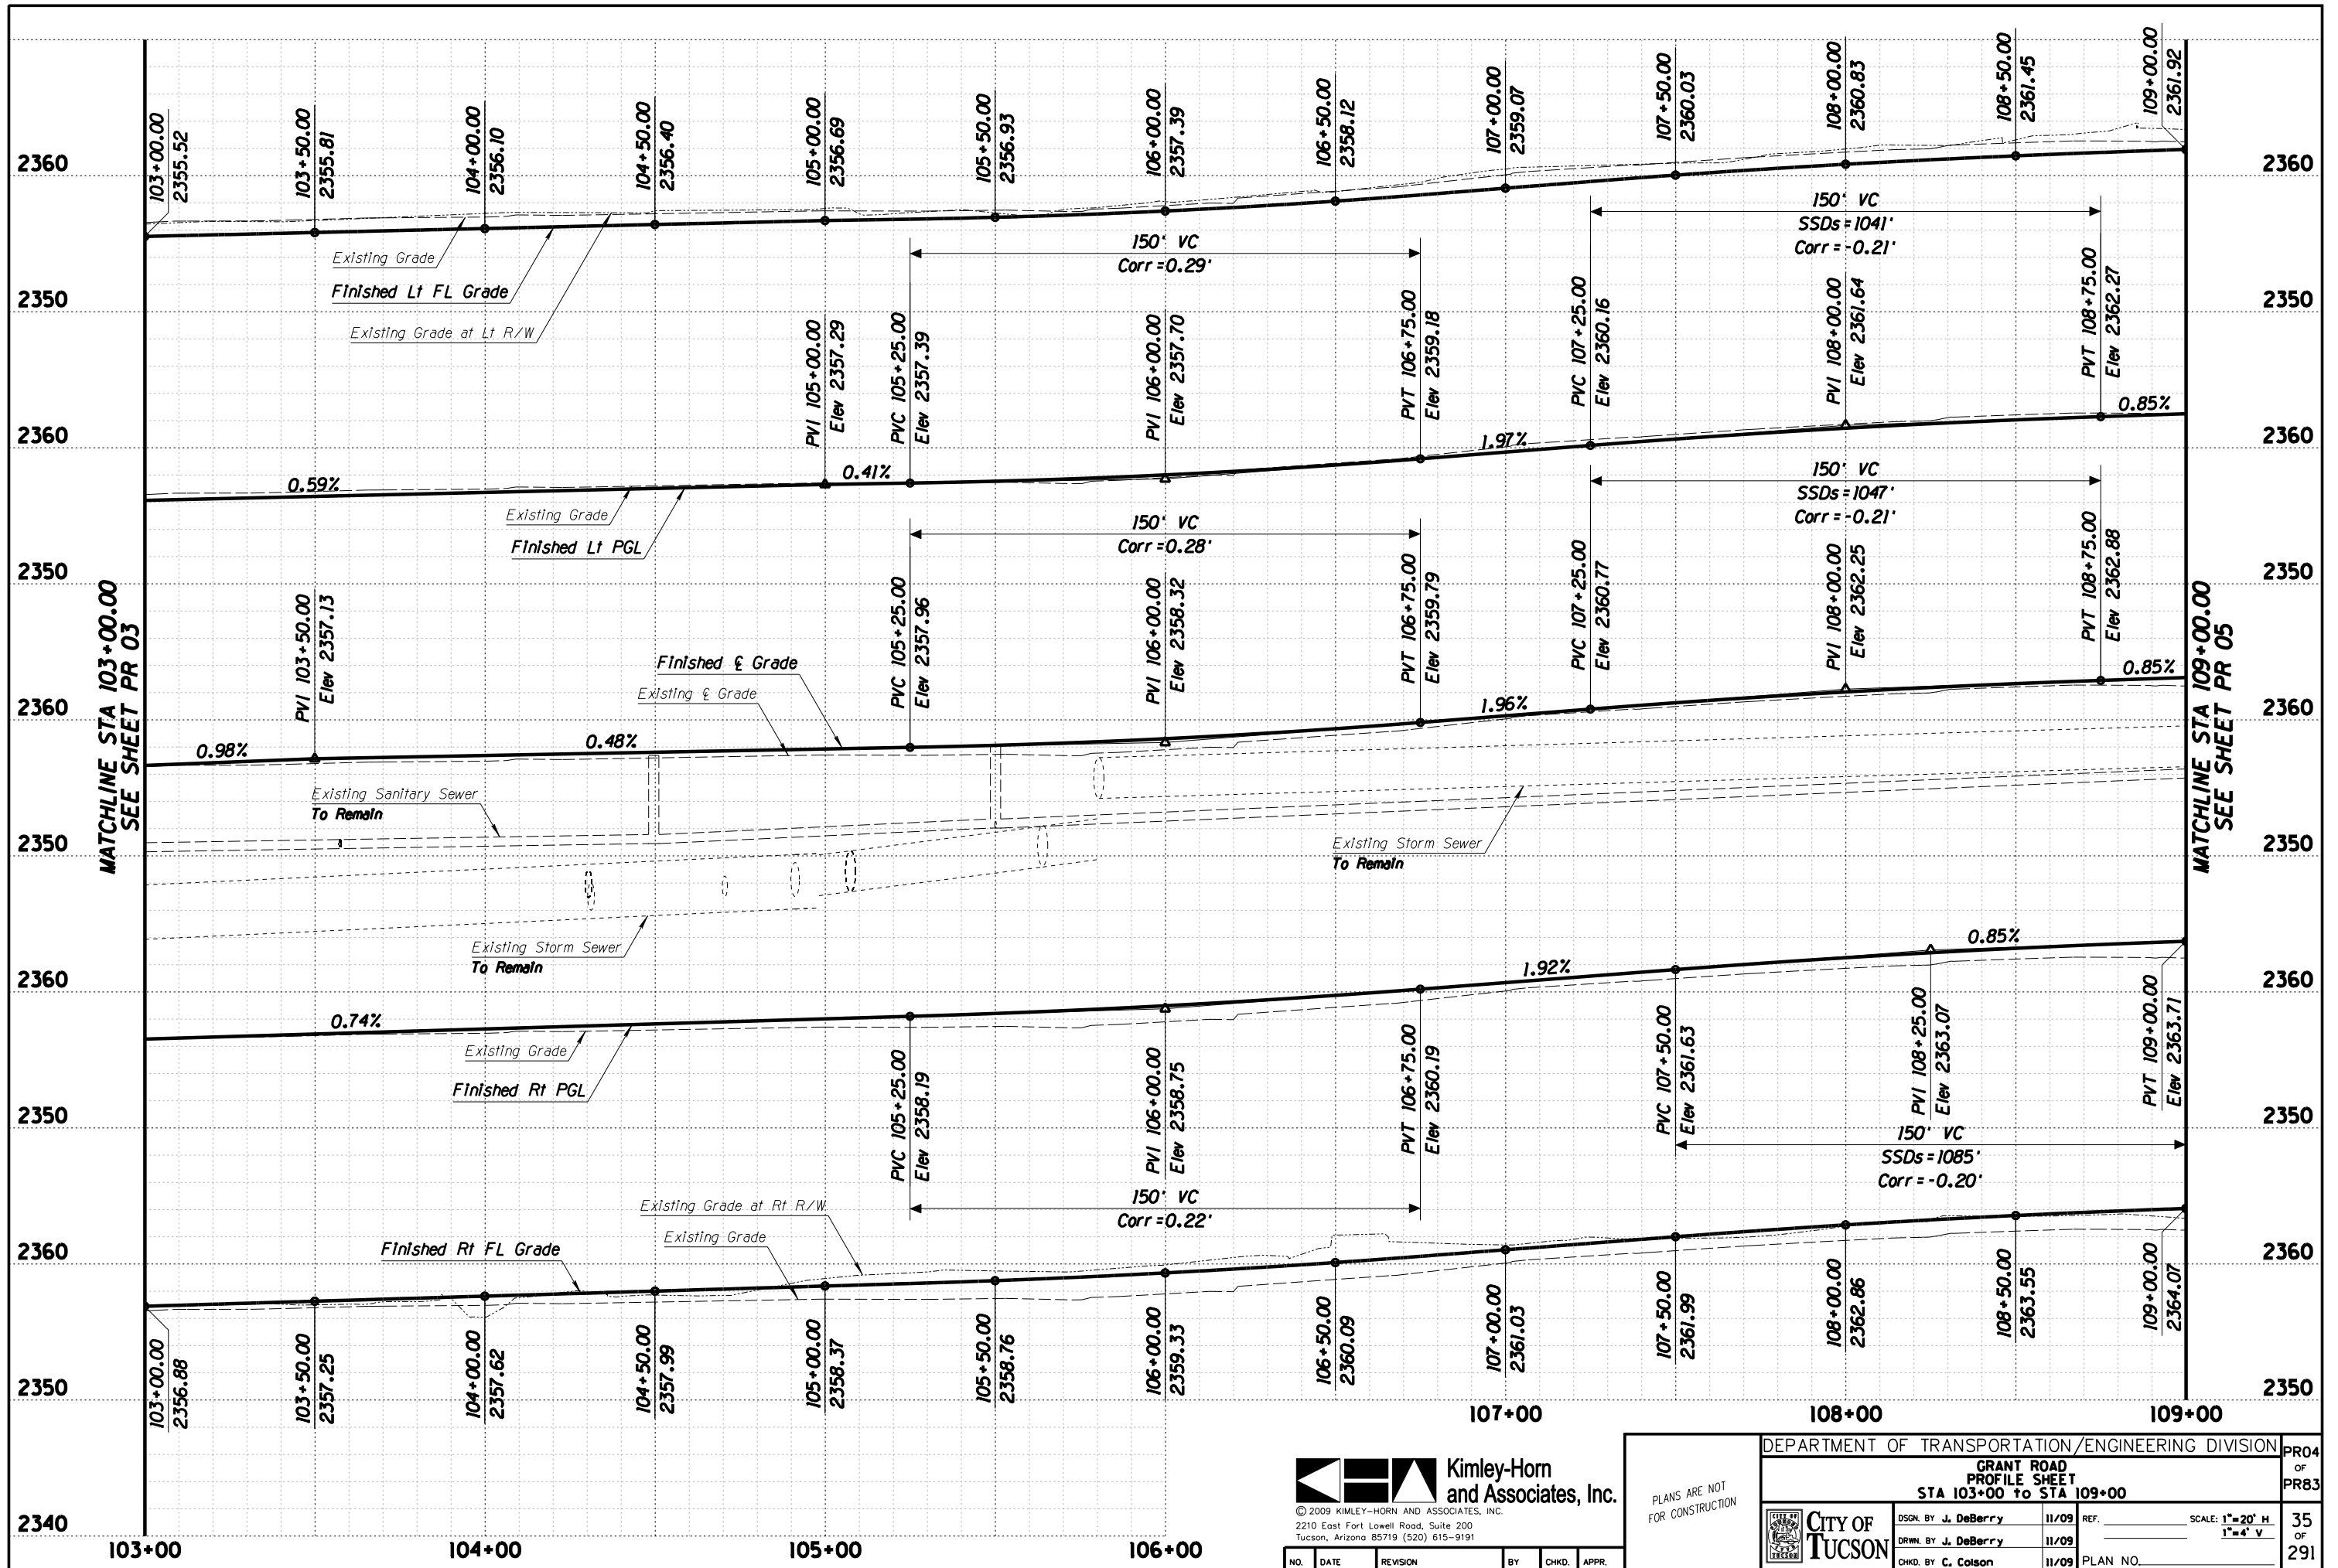 103+00.00
2355.52
103+50.00
2355.81
104+00.00
2356.10
104+50.00
2356.40
105+00.00
2356.69
105+50.00
2356.93
106+00.00
2357.39
106+50.00
2358.12
107+00.00
2359.07
107+50.00
2360.03
108+00.00
2360.83
108+50.00
2361.45
109+00.00
2361.92
2360
2360
Existing Grade
Finished Lt FL Grade
Existing Grade at Lt R/W
150' VC
Corr =0.29'
150' VC
SSDs=1041'
Corr =-0.21'
2350
2350
PVI 105+00.00
Elev 2357.29
PVC 105+25.00
Elev 2357.39
PVI 106+00.00
Elev 2357.70
PVT 106+75.00
Elev 2359.18
PVC 107+25.00
Elev 2360.16
PVI 108+00.00
Elev 2361.64
PVT 108+75.00
Elev 2362.27
2360
2360
0.59%
0.41%
1.97%
0.85%
Existing Grade
Finished Lt PGL
150' VC
Corr =0.28'
150' VC
SSDs=1047'
Corr =-0.21'
2350
2350
MATCHLINE STA 103+00.00
SEE SHEET PR 03
PVI 103+50.00
Elev 2357.13
PVC 105+25.00
Elev 2357.96
PVI 106+00.00
Elev 2358.32
PVT 106+75.00
Elev 2359.79
PVC 107+25.00
Elev 2360.77
PVI 108+00.00
Elev 2362.25
PVT 108+75.00
Elev 2362.88
MATCHLINE STA 109+00.00
SEE SHEET PR 05
Finished ℄ Grade
Existing ℄ Grade
2360
2360
0.98%
0.48%
1.96%
0.85%
Existing Sanitary Sewer
To Remain
Existing Storm Sewer
To Remain
2350
2350
Existing Storm Sewer
To Remain
2360
2360
0.74%
1.92%
0.85%
Existing Grade
Finished Rt PGL
PVC 105+25.00
Elev 2358.19
PVI 106+00.00
Elev 2358.75
PVT 106+75.00
Elev 2360.19
PVC 107+50.00
Elev 2361.63
PVI 108+25.00
Elev 2363.07
PVT 109+00.00
Elev 2363.71
2350
2350
150' VC
SSDs=1085'
Corr =-0.20'
150' VC
Corr =0.22'
Existing Grade at Rt R/W
Existing Grade
Finished Rt FL Grade
2360
2360
103+00.00
2356.88
103+50.00
2357.25
104+00.00
2357.62
104+50.00
2357.99
105+00.00
2358.37
105+50.00
2358.76
106+00.00
2359.33
106+50.00
2360.09
107+00.00
2361.03
107+50.00
2361.99
108+00.00
2362.86
108+50.00
2363.55
109+00.00
2364.07
2350
2350
107+00
108+00
109+00
2340
103+00
104+00
105+00
106+00
Kimley-Horn
and Associates, Inc.
© 2009 KIMLEY-HORN AND ASSOCIATES, INC.
2210 East Fort Lowell Road, Suite 200
Tucson, Arizona 85719 (520) 615-9191
NO. DATE REVISION BY CHKD. APPR.
PLANS ARE NOT
FOR CONSTRUCTION
DEPARTMENT OF TRANSPORTATION/ENGINEERING DIVISION
GRANT ROAD
PROFILE SHEET
STA 103+00 to STA 109+00
PR04
OF
PR83
CITY OF
TUCSON
DSGN. BY J. DeBerry 11/09
DRWN. BY J. DeBerry 11/09
CHKD. BY C. Colson 11/09
REF.
SCALE: 1"=20' H
1"=4' V
PLAN NO.
35
OF
291